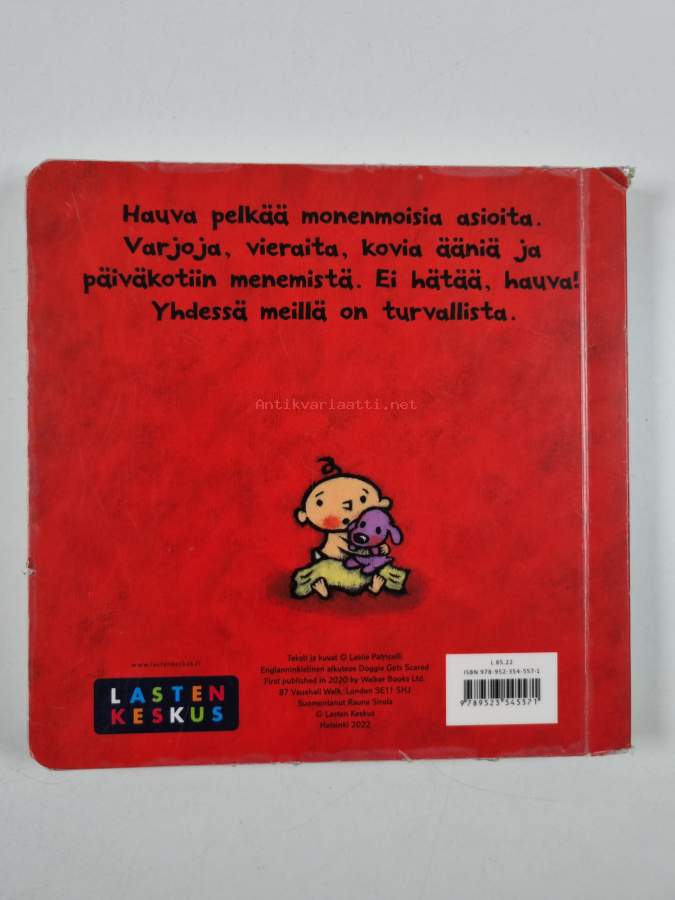 Hauva pelkää monenmoisia asioita.
Varjoja, vieraita, kovia ääniä ja
päiväkotiin menemistä. Ei hätää, hauva!
Yhdessä meillä on turvallista.
Antikvariaatti.net
www.lastenkeskus.fi
LASTEN
KESKUS
Teksti ja kuvat © Leslie Patricelli
Englanninkielinen alkuteos Doggie Gets Scared
First published in 2020 by Walker Books Ltd.
87 Vauxhall Walk, London SE11 5HJ
Suomentanut Rauna Sirola
© Lasten Keskus
Helsinki 2022
L 85.22
ISBN 978-952-354-557-1
9789523545571